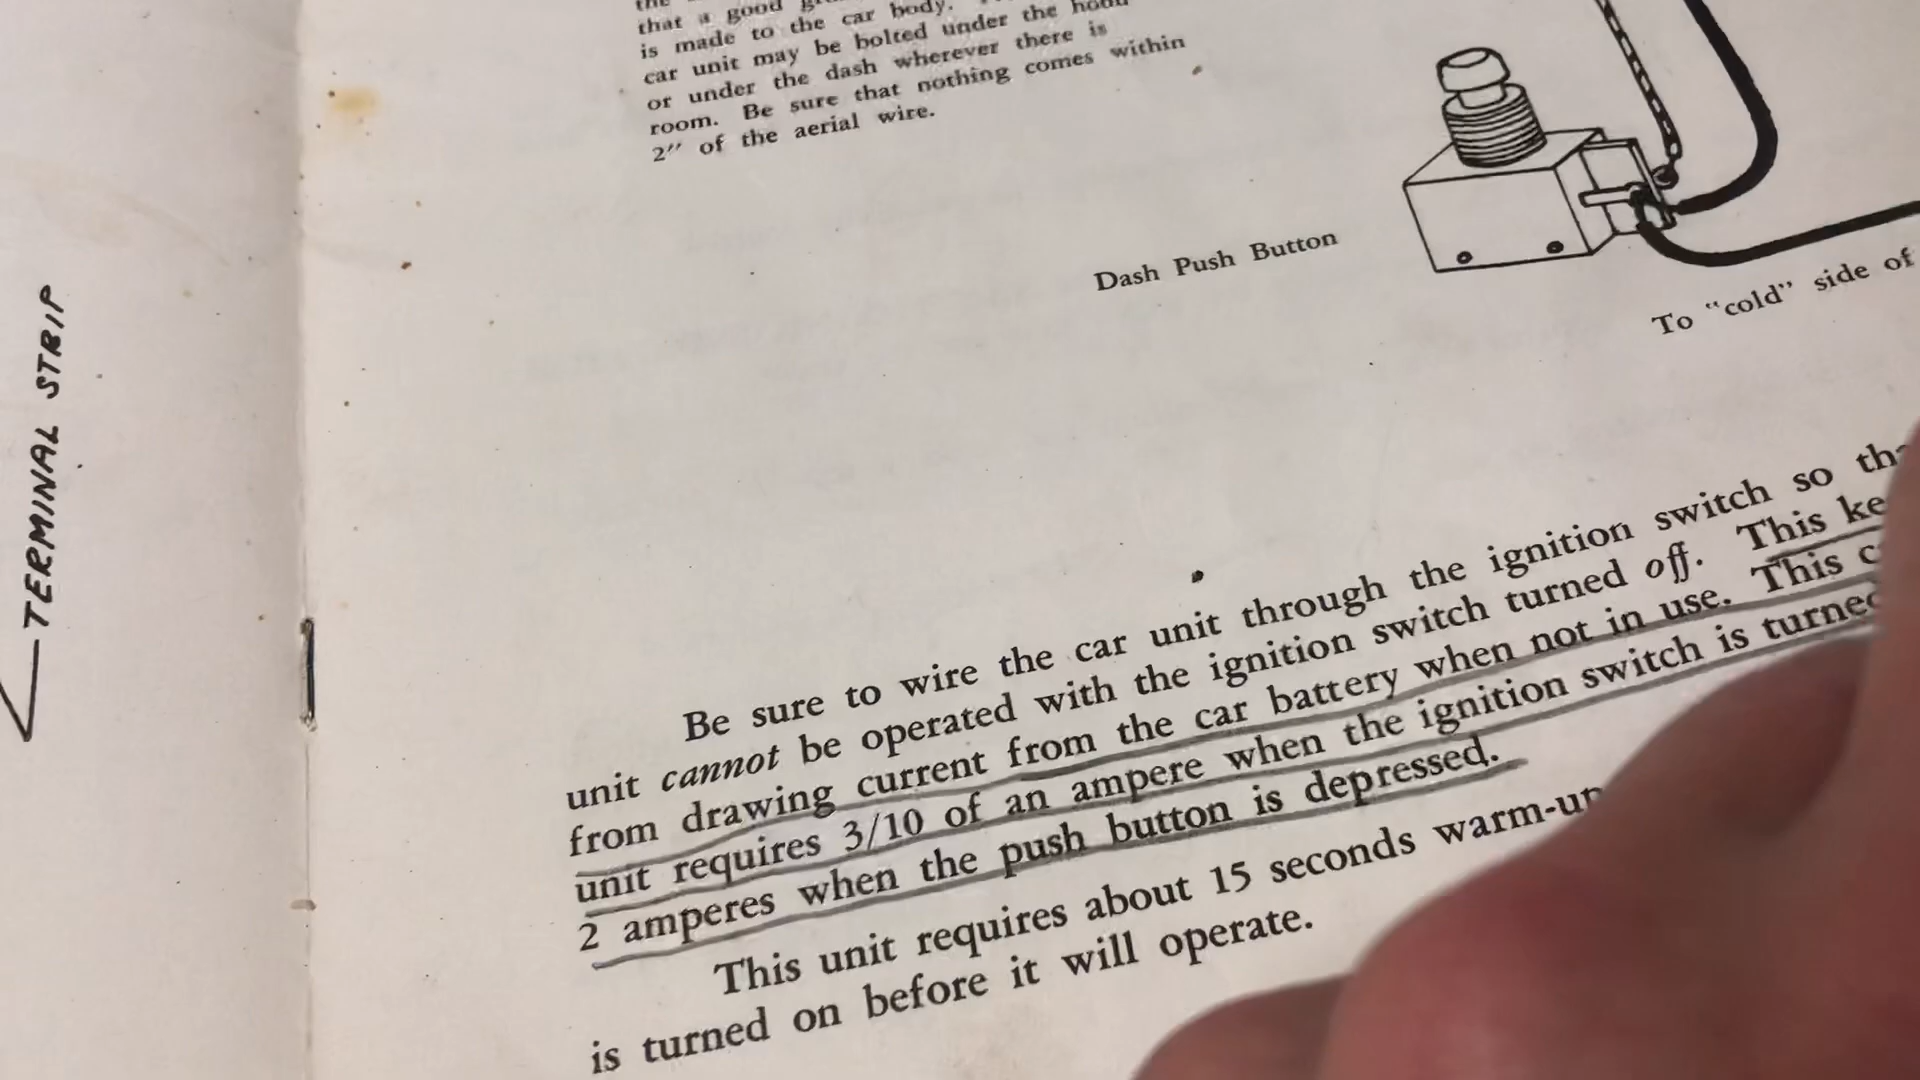 TERMINAL STRIP
that a good
is made to the car body.
car unit may be bolted under the hood
or under the dash wherever there is
room. Be sure that nothing comes within
2" of the aerial wire.
Dash Push Button
To "cold" side of
Be sure to wire the car unit through the ignition switch so
unit cannot be operated with the ignition switch turned off. This
from drawing current from the car battery when not in use. This
unit requires 3/10 of an ampere when the ignition switch is turned
2 amperes when the push button is depressed.
This unit requires about 15 seconds warm-up
is turned on before it will operate.